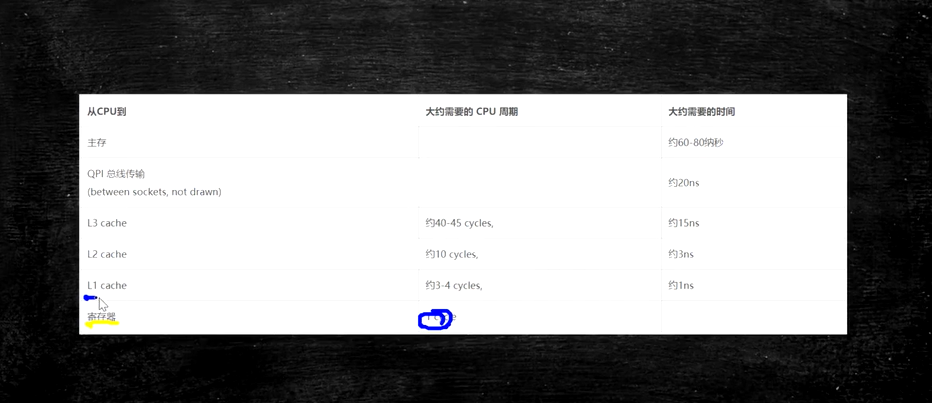 从CPU到 大约需要的 CPU 周期 大约需要的时间
主存 约60-80纳秒
QPI 总线传输
(between sockets, not drawn) 约20ns
L3 cache 约40-45 cycles, 约15ns
L2 cache 约10 cycles, 约3ns
L1 cache 约3-4 cycles, 约1ns
寄存器